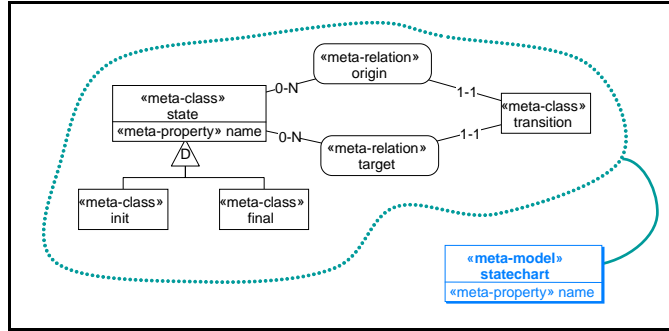 «meta-relation»
origin
0-N
1-1
«meta-class»
state
«meta-property» name
«meta-class»
transition
0-N
1-1
«meta-relation»
target
D
«meta-class»
init
«meta-class»
final
«meta-model»
statechart
«meta-property» name